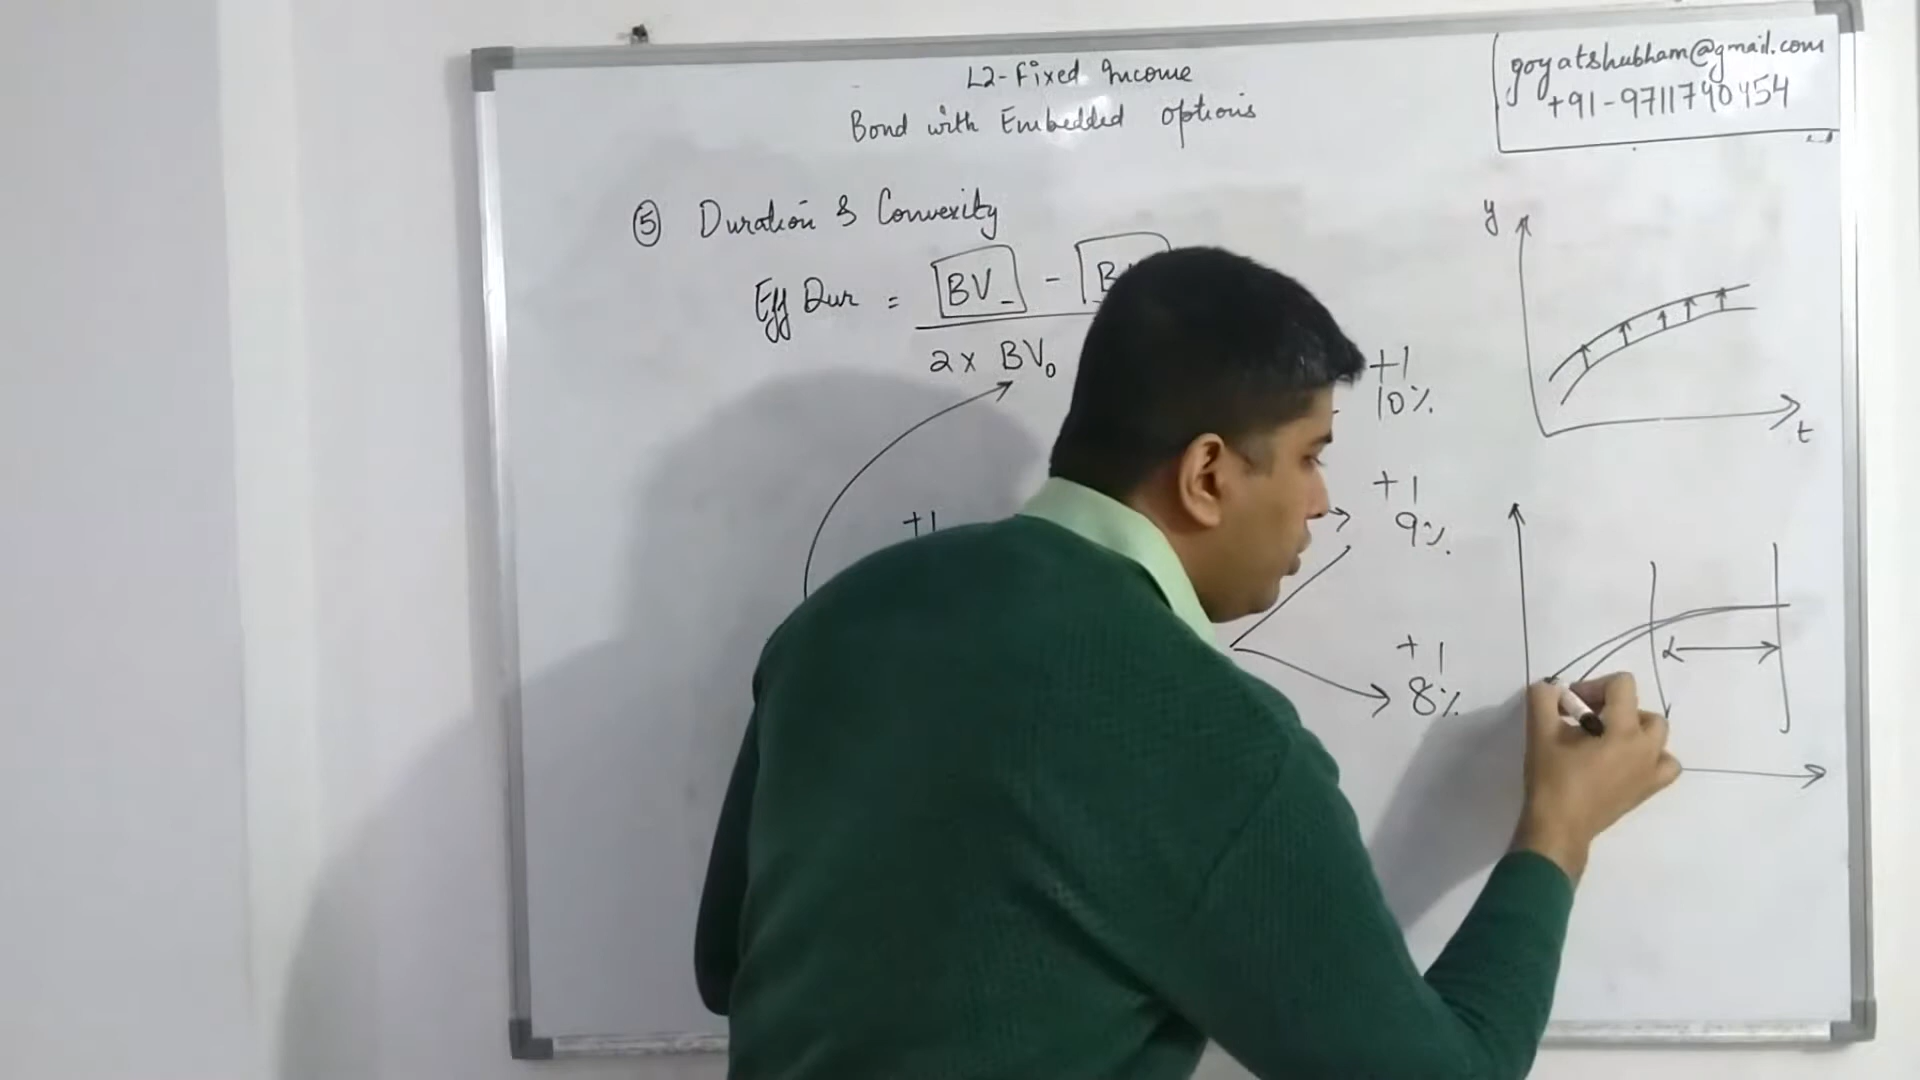 L2-Fixed Income
Bond with Embedded options
goyatshubham@gmail.com
+91-9711740454
⑤ Duration & Convexity
Eff Dur = BV_ -
2 x BV₀
+1
10%
+1
9%
+1
8%
+1
y
t